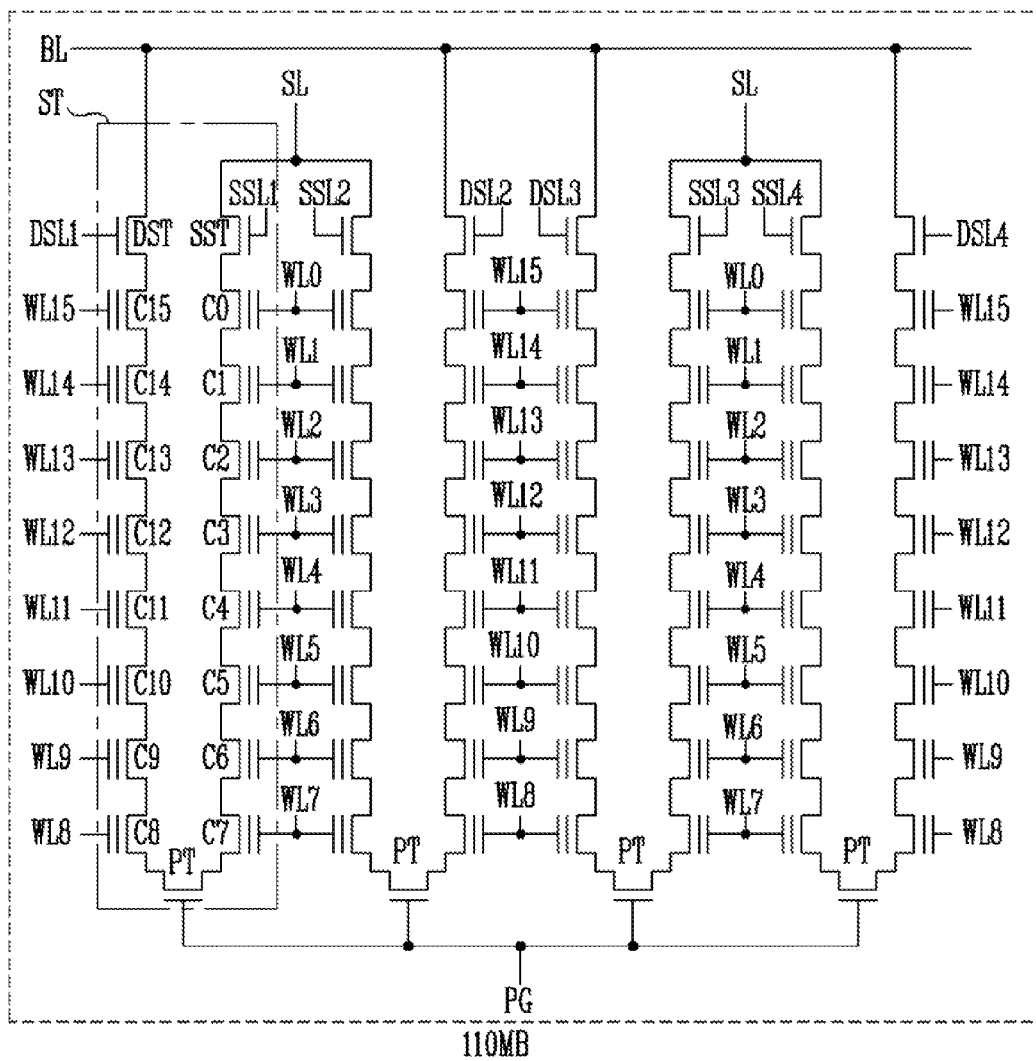 BL
ST
SL SL
SSL1 SSL2 DSL2 DSL3 SSL3 SSL4
DSL1 DST SST DSL4
WL0 WL15 WL0
WL15 C15 C0 WL15
WL1 WL14 WL1
WL14 C14 C1 WL14
WL2 WL13 WL2
WL13 C13 C2 WL13
WL3 WL12 WL3
WL12 C12 C3 WL12
WL4 WL11 WL4
WL11 C11 C4 WL11
WL5 WL10 WL5
WL10 C10 C5 WL10
WL6 WL9 WL6
WL9 C9 C6 WL9
WL7 WL8 WL7
WL8 C8 C7 WL8
PT PT PT PT
PG
110MB